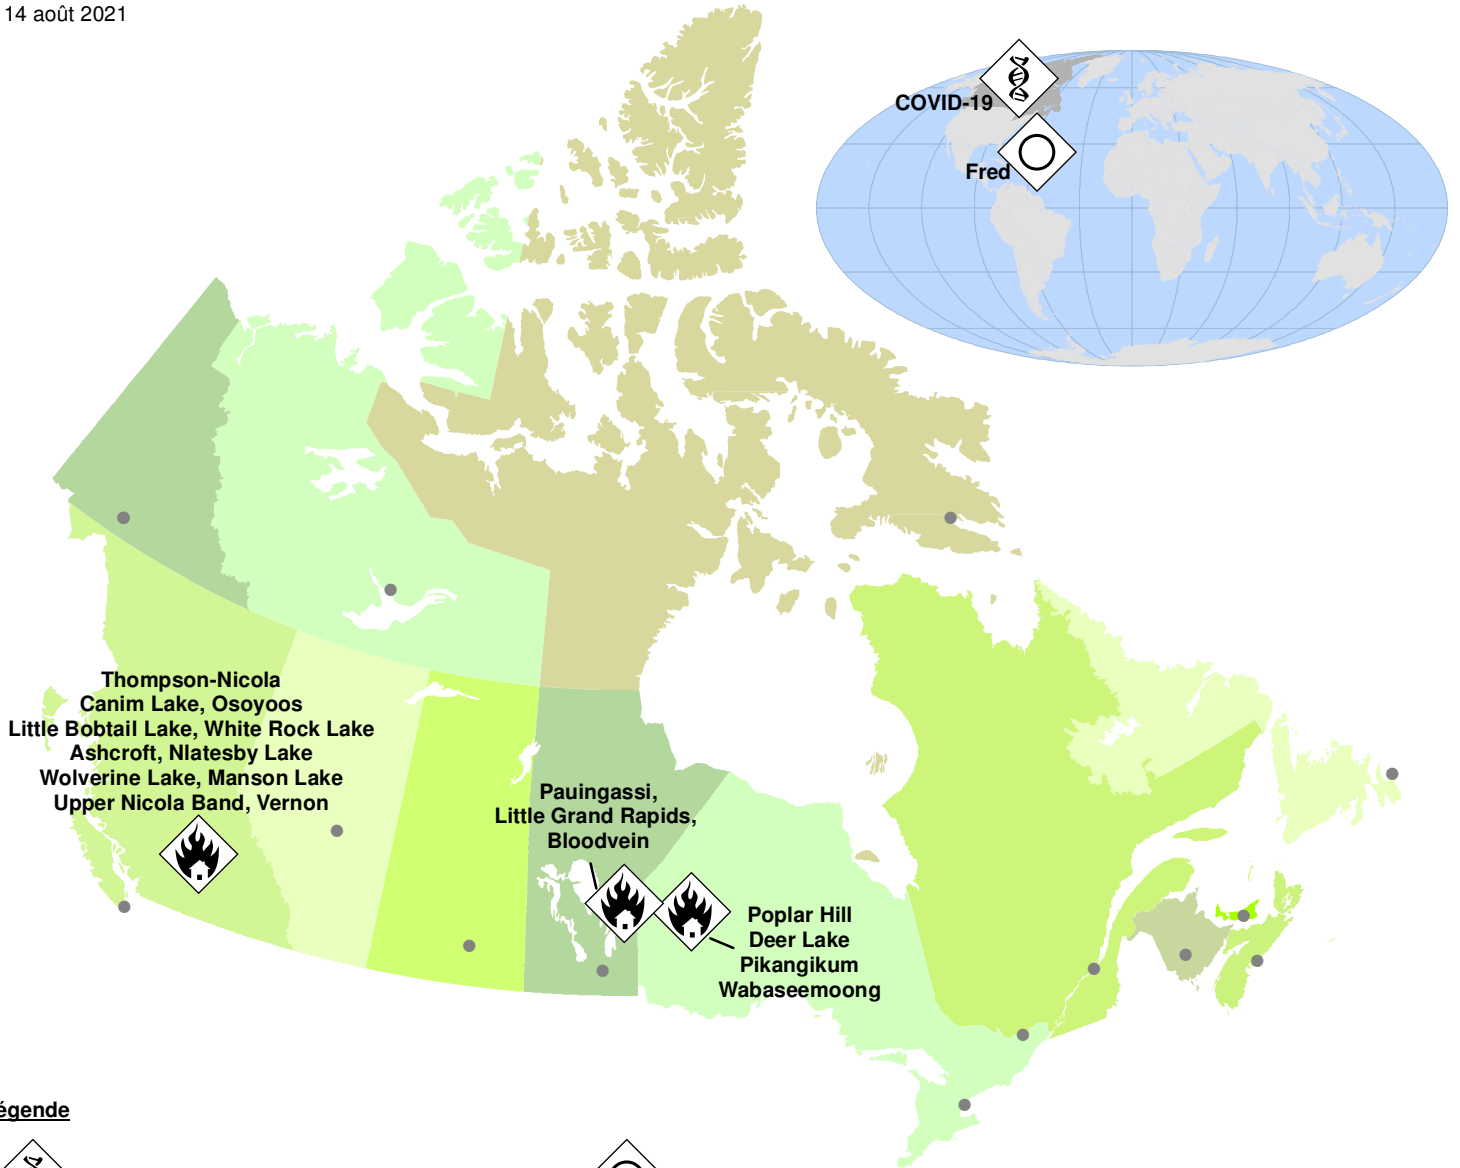 14 août 2021
COVID-19
Fred
Thompson-Nicola
Canim Lake, Osoyoos
Little Bobtail Lake, White Rock Lake
Ashcroft, Nlatesby Lake
Wolverine Lake, Manson Lake
Upper Nicola Band, Vernon
Pauingassi,
Little Grand Rapids,
Bloodvein
Poplar Hill
Deer Lake
Pikangikum
Wabaseemoong
égende